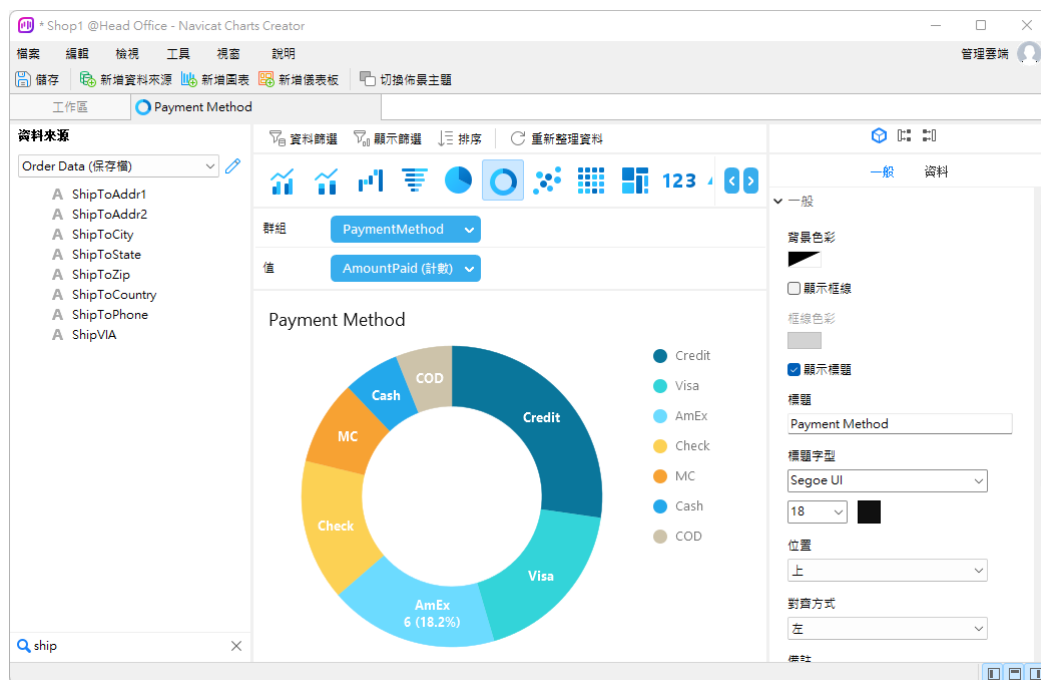 * Shop1 @Head Office - Navicat Charts Creator
檔案 編輯 檢視 工具 視窗 說明 管理雲端
儲存 新增資料來源 新增圖表 新增儀表板 切換佈景主題
工作區 Payment Method
資料來源
Order Data (保存檔)
A ShipToAddr1
A ShipToAddr2
A ShipToCity
A ShipToState
A ShipToZip
A ShipToCountry
A ShipToPhone
A ShipVIA
ship
資料篩選 顯示篩選 排序 重新整理資料
123
群組 PaymentMethod
值 AmountPaid (計數)
Payment Method
COD
Cash
Credit
MC
Check
Visa
AmEx
6 (18.2%)
Credit
Visa
AmEx
Check
MC
Cash
COD
一般 資料
一般
背景色彩
顯示框線
框線色彩
顯示標題
標題
Payment Method
標題字型
Segoe UI
18
位置
上
對齊方式
左
備註